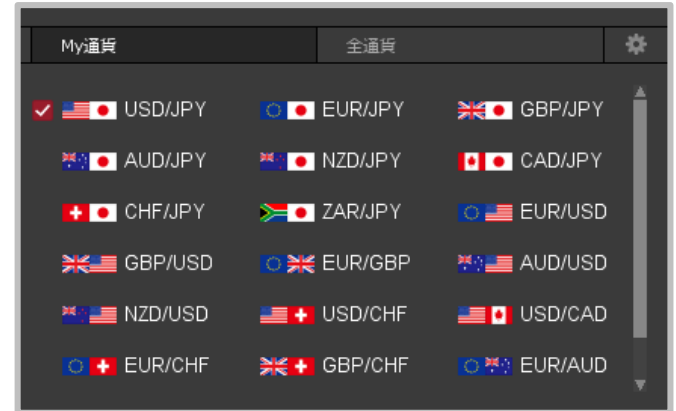 My通貨 全通貨
USD/JPY EUR/JPY GBP/JPY
AUD/JPY NZD/JPY CAD/JPY
CHF/JPY ZAR/JPY EUR/USD
GBP/USD EUR/GBP AUD/USD
NZD/USD USD/CHF USD/CAD
EUR/CHF GBP/CHF EUR/AUD